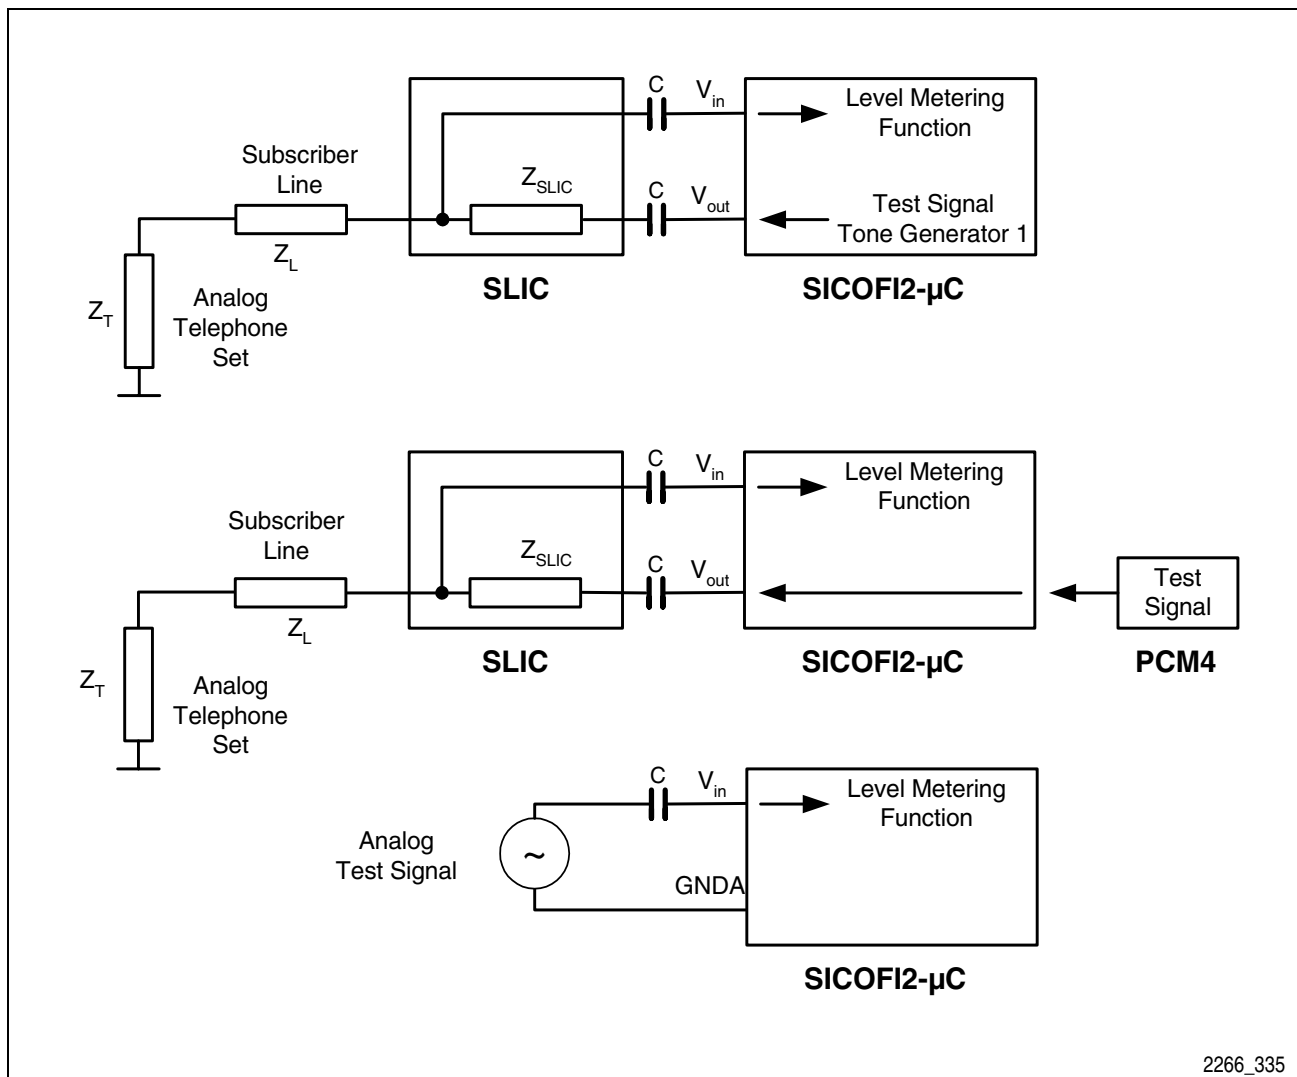 C
V_in
Level Metering
Function
Subscriber
Line
Z_SLIC
C
V_out
Test Signal
Tone Generator 1
Z_L
SLIC
SICOFI2-µC
Z_T
Analog
Telephone
Set
C
V_in
Level Metering
Function
Subscriber
Line
Z_SLIC
C
V_out
Test
Signal
Z_L
SLIC
SICOFI2-µC
PCM4
Z_T
Analog
Telephone
Set
C
V_in
Level Metering
Function
Analog
Test Signal
~
GNDA
SICOFI2-µC
2266_335